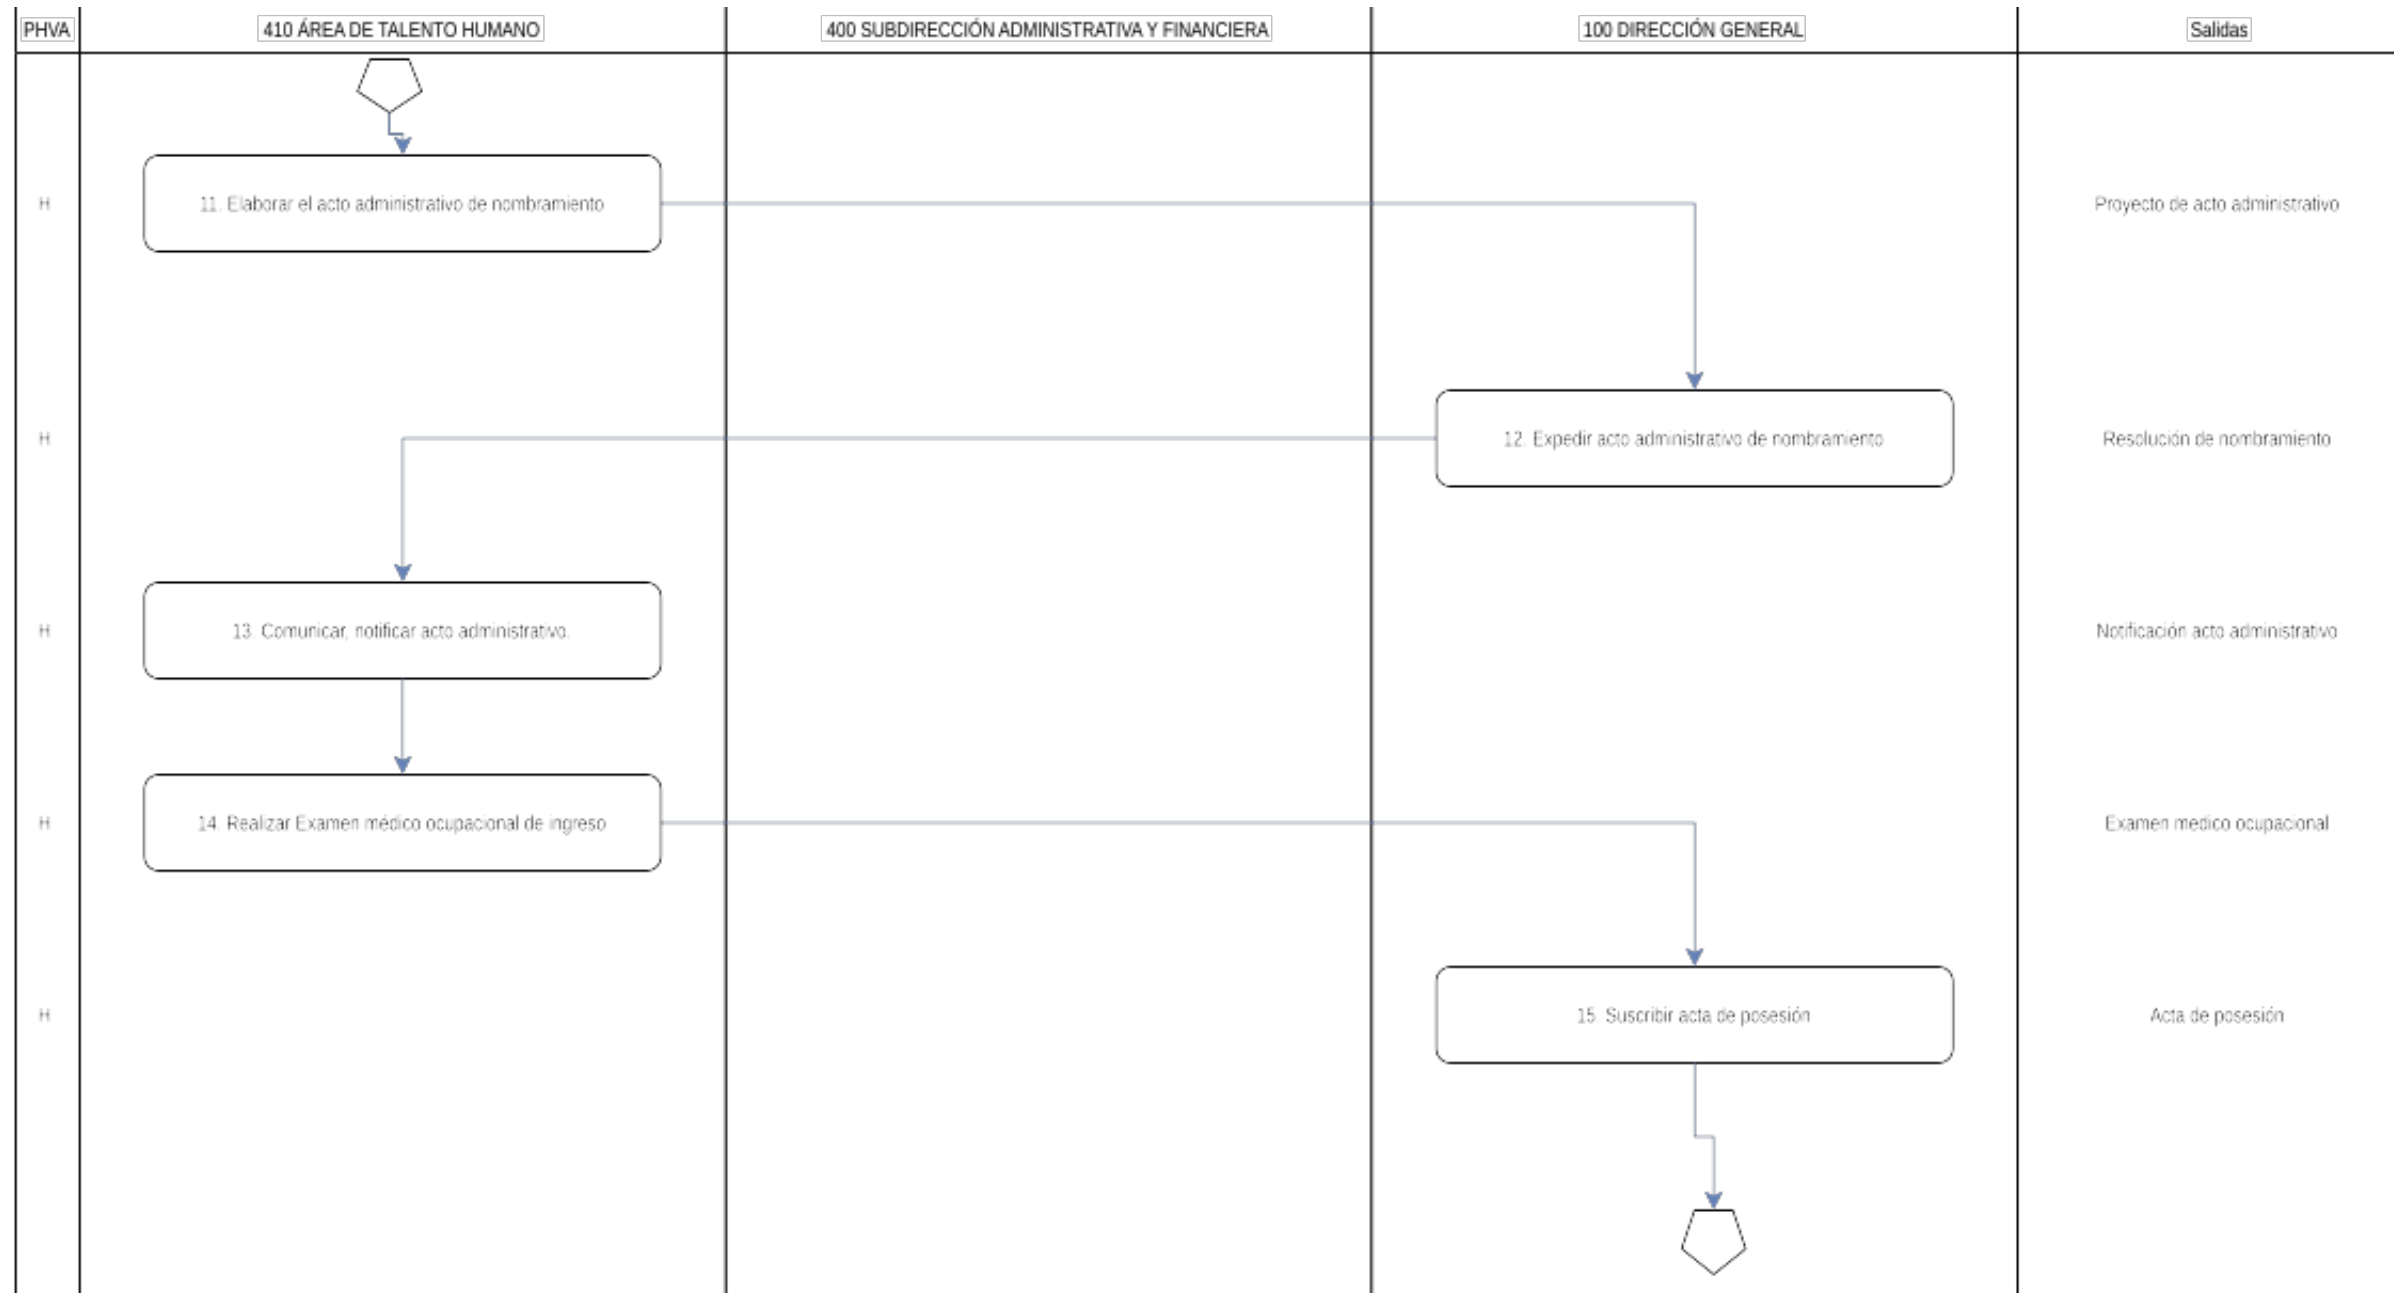 PHVA
410 ÁREA DE TALENTO HUMANO
400 SUBDIRECCIÓN ADMINISTRATIVA Y FINANCIERA
100 DIRECCIÓN GENERAL
Salidas
H
11. Elaborar el acto administrativo de nombramiento
Proyecto de acto administrativo
H
12. Expedir acto administrativo de nombramiento
Resolución de nombramiento
H
13. Comunicar, notificar acto administrativo.
Notificación acto administrativo
H
14. Realizar Examen médico ocupacional de ingreso
Examen medico ocupacional
H
15. Suscribir acta de posesión
Acta de posesión